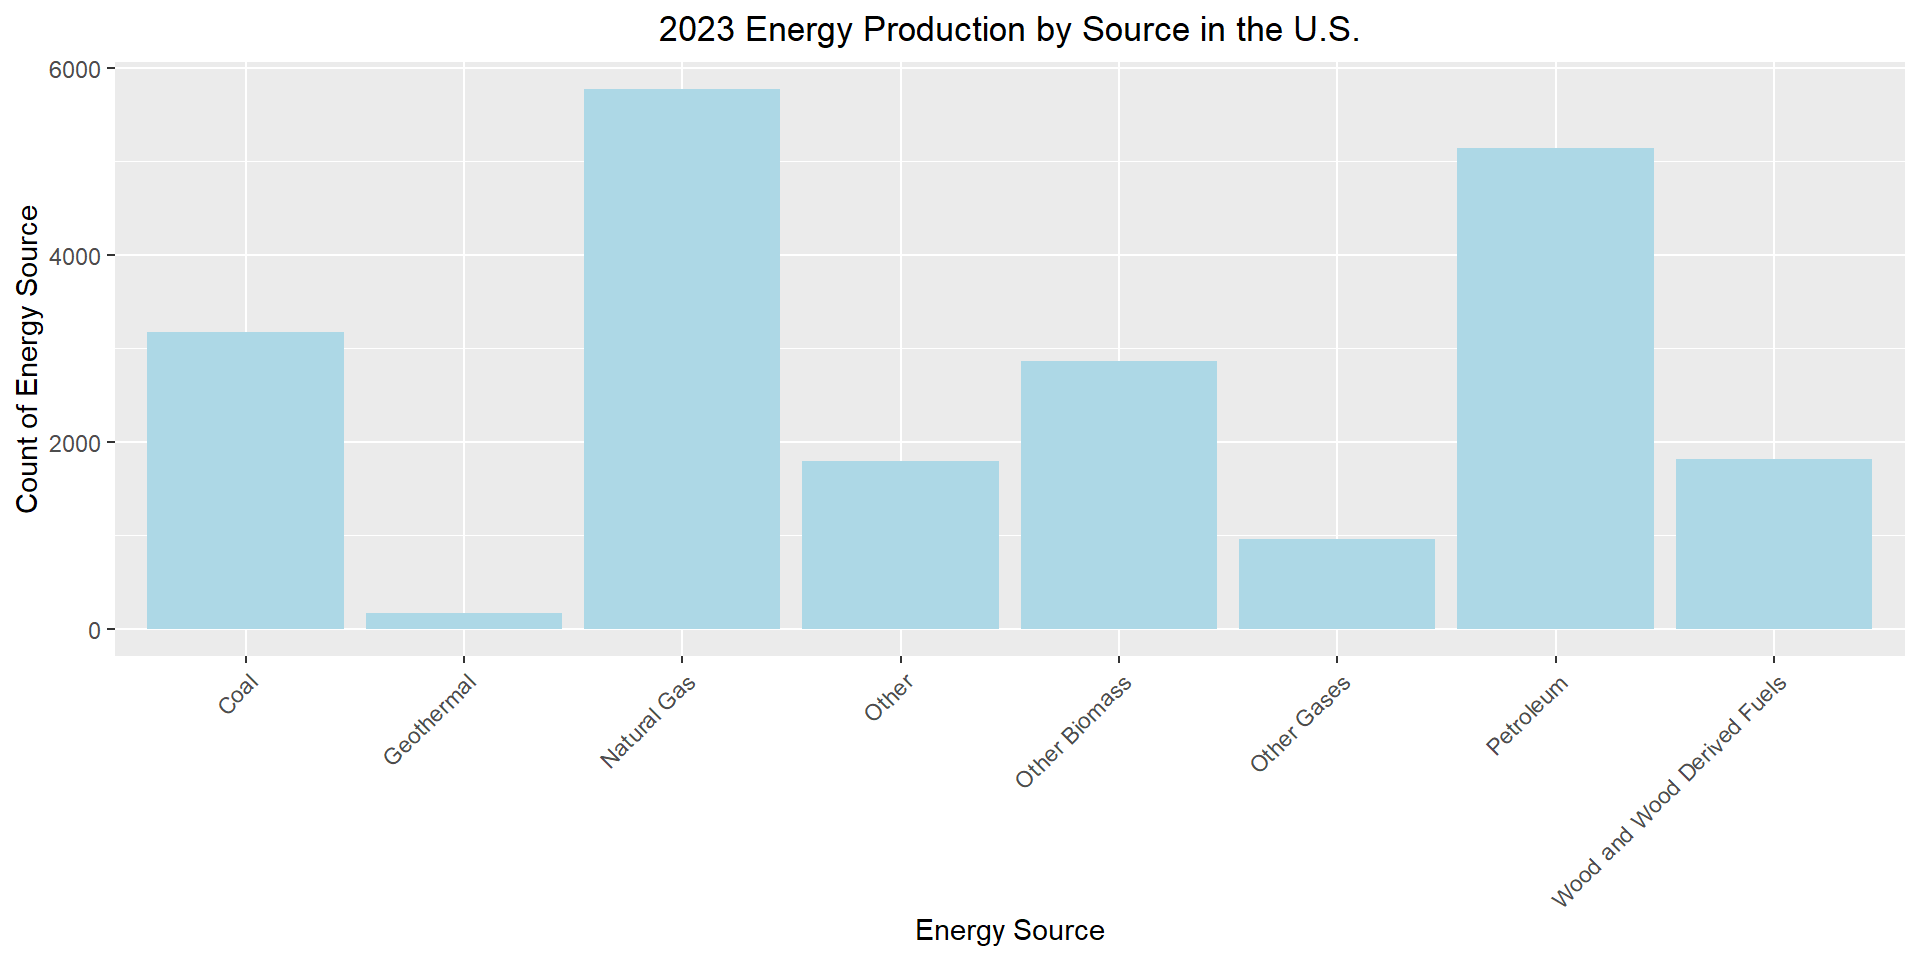 2023 Energy Production by Source in the U.S.
Count of Energy Source
6000
4000
2000
0
Coal
Geothermal
Natural Gas
Other
Other Biomass
Other Gases
Petroleum
Wood and Wood Derived Fuels
Energy Source